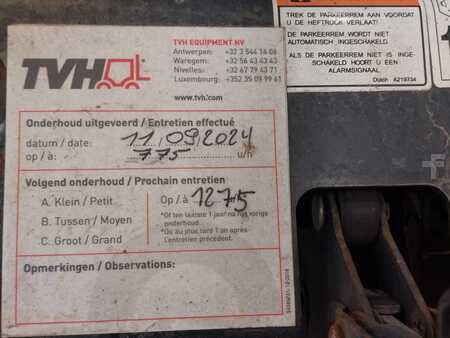 TREK DE PARKEERREM AAN VOORDAT
U DE HEFTRUCK VERLAAT!
DE PARKEERREM WORDT NIET
AUTOMATISCH INGESCHAKELD
ALS DE PARKEERREM NIET IS INGE-
SCHAKELD HOORT U EEN
ALARMSIGNAAL
Dutch A219734
TVH
TVH EQUIPMENT NV
Antwerpen: +32 3 544 16 06
Waregem: +32 56 43 43 43
Nivelles: +32 67 79 43 71
Luxembourg: +352 35 09 99 61
www.tvh.com
Onderhoud uitgevoerd / Entretien effectué
datum / date: 11/09/2024
op / à: 775 u/h
Volgend onderhoud / Prochain entretien
A. Klein / Petit Op / à 1275
B. Tussen / Moyen
C. Groot / Grand
*Of ten laatste 1 jaar na het vorige
onderhoud.
*Ou au plus tard 1 an après
l'entretien précédent.
Opmerkingen / Observations: